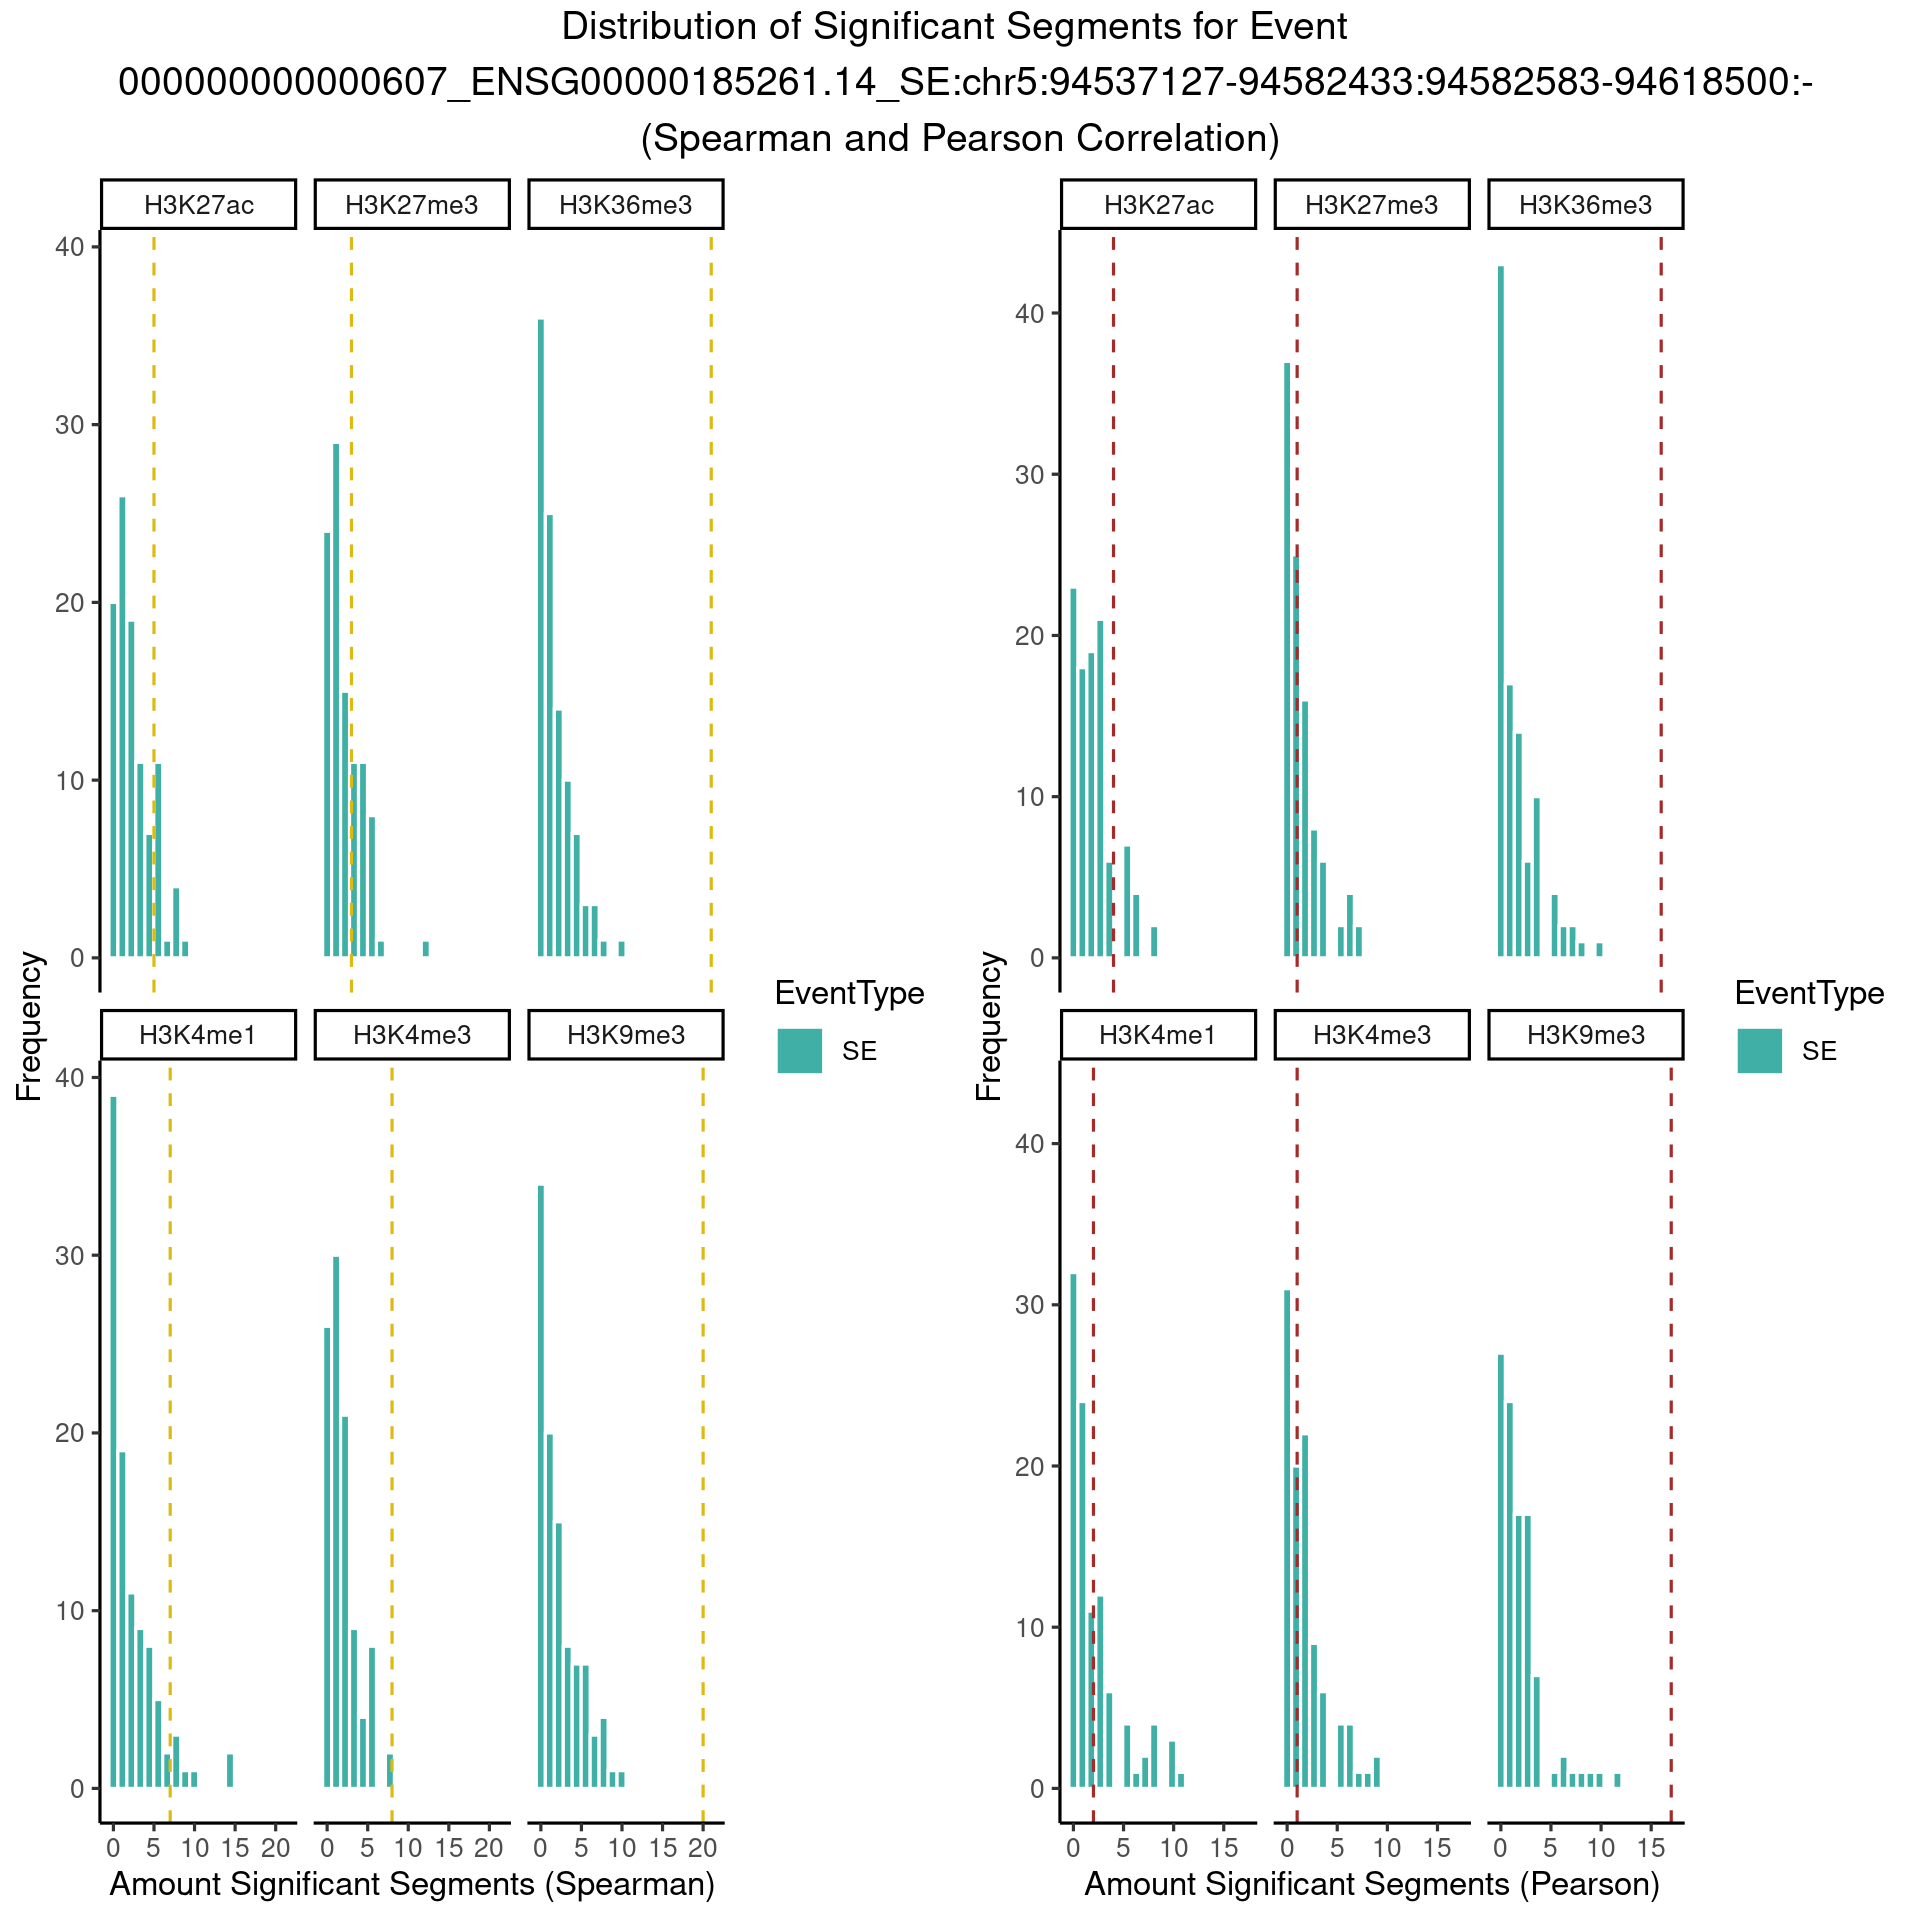 Distribution of Significant Segments for Event
000000000000607_ENSG00000185261.14_SE:chr5:94537127-94582433:94582583-94618500:-
(Spearman and Pearson Correlation)
H3K27ac H3K27me3 H3K36me3
40
30
20
10
0
H3K4me1 H3K4me3 H3K9me3
40
30
20
10
0
0 5 10 15 20 0 5 10 15 20 0 5 10 15 20
Amount Significant Segments (Spearman)
Frequency
EventType
SE
H3K27ac H3K27me3 H3K36me3
40
30
20
10
0
H3K4me1 H3K4me3 H3K9me3
40
30
20
10
0
0 5 10 15 0 5 10 15 0 5 10 15
Amount Significant Segments (Pearson)
Frequency
EventType
SE